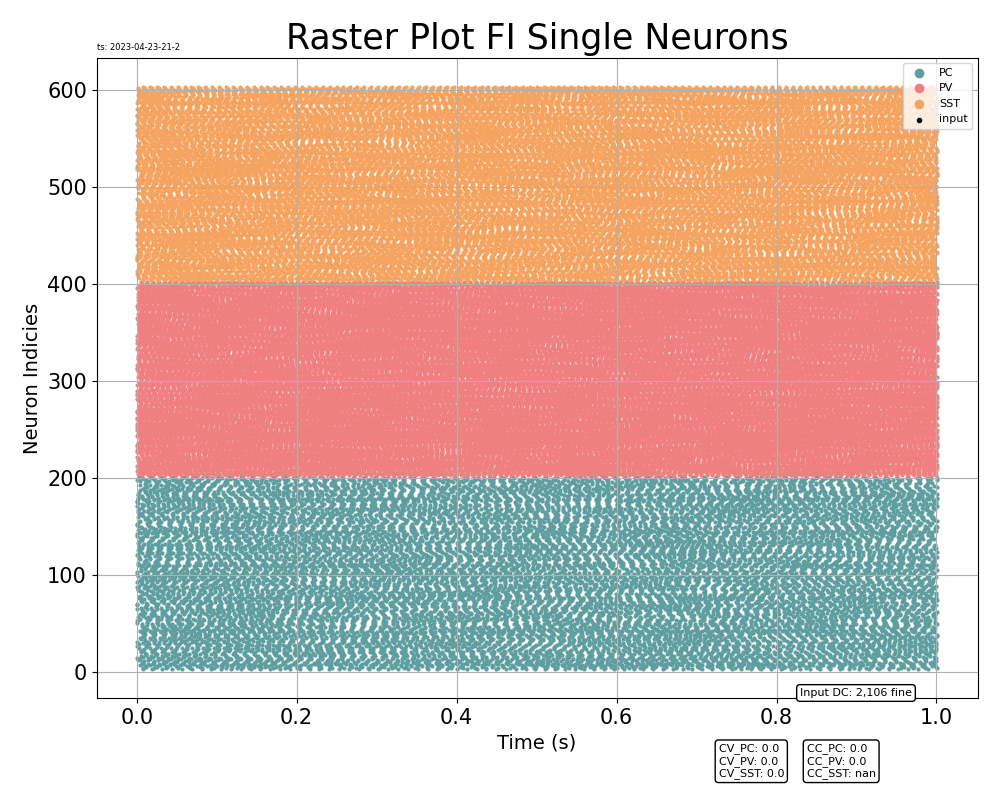 Raster Plot FI Single Neurons
ts: 2023-04-23-21-2
PC
PV
SST
input
600
500
400
300
200
100
0
Neuron Indicies
Input DC: 2,106 fine
0.0 0.2 0.4 0.6 0.8 1.0
Time (s)
CV_PC: 0.0
CV_PV: 0.0
CV_SST: 0.0
CC_PC: 0.0
CC_PV: 0.0
CC_SST: nan